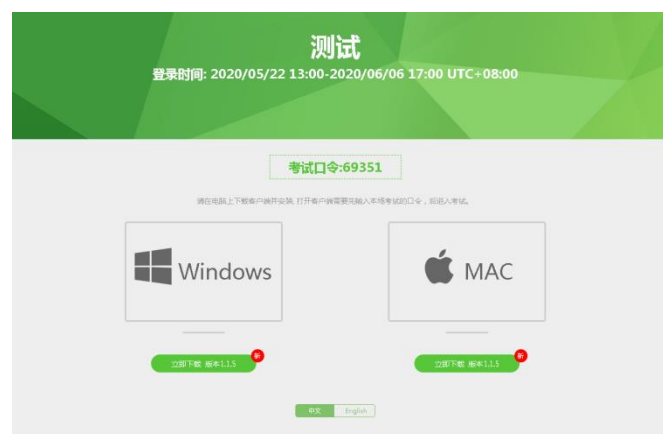 测试
登录时间: 2020/05/22 13:00-2020/06/06 17:00 UTC+08:00
考试口令:69351
请在电脑上下载客户端并安装, 打开客户端需要先输入本场考试的口令，后进入考试。
Windows
MAC
立即下载 版本1.1.5
新
立即下载 版本1.1.5
新
中文
English